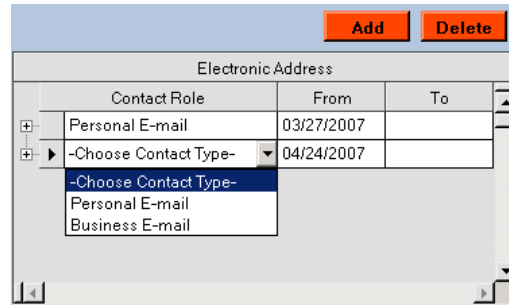 Add Delete
Electronic Address
Contact Role From To
Personal E-mail 03/27/2007
-Choose Contact Type- 04/24/2007
-Choose Contact Type-
Personal E-mail
Business E-mail